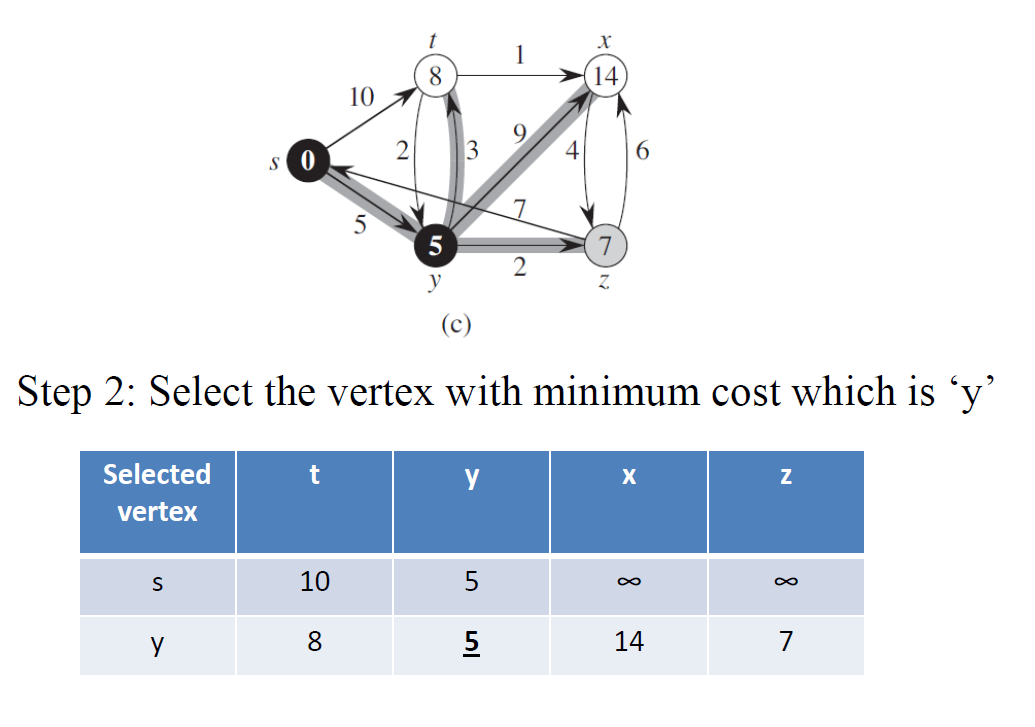 t
x
1
8
14
10
9
2
3
4
6
s
0
7
5
5
7
2
y
z
(c)
Step 2: Select the vertex with minimum cost which is ‘y’
Selected vertex t y x z
s 10 5 ∞ ∞
y 8 5 14 7